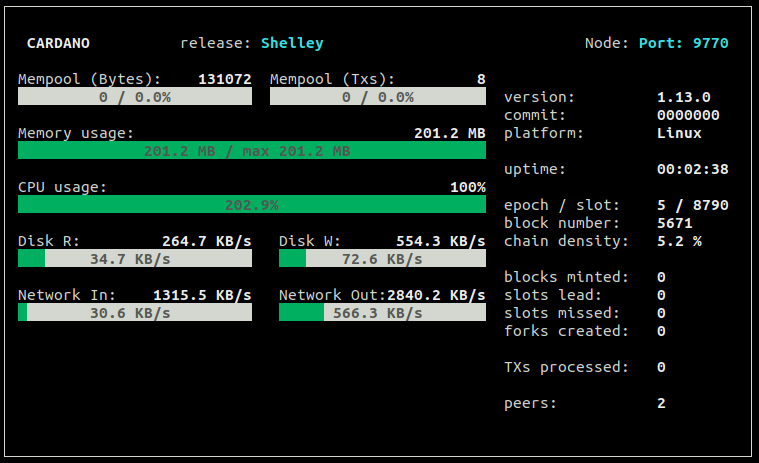 CARDANO release: Shelley Node: Port: 9770
Mempool (Bytes): 131072 Mempool (Txs): 8
0 / 0.0% 0 / 0.0%
version: 1.13.0
commit: 0000000
Memory usage: 201.2 MB platform: Linux
201.2 MB / max 201.2 MB
uptime: 00:02:38
CPU usage: 100%
202.9% epoch / slot: 5 / 8790
block number: 5671
Disk R: 264.7 KB/s Disk W: 554.3 KB/s chain density: 5.2 %
34.7 KB/s 72.6 KB/s
blocks minted: 0
Network In: 1315.5 KB/s Network Out:2840.2 KB/s slots lead: 0
30.6 KB/s 566.3 KB/s slots missed: 0
forks created: 0
TXs processed: 0
peers: 2